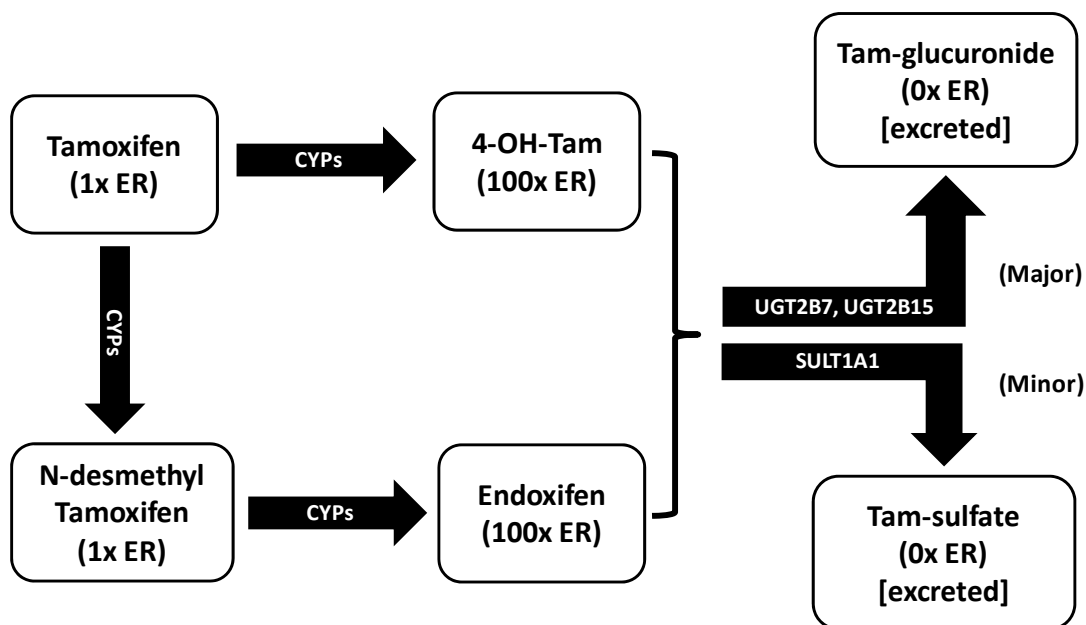 Tamoxifen
(1x ER)
CYPs
4-OH-Tam
(100x ER)
Tam-glucuronide
(0x ER)
[excreted]
CYPs
UGT2B7, UGT2B15
(Major)
SULT1A1
(Minor)
N-desmethyl
Tamoxifen
(1x ER)
CYPs
Endoxifen
(100x ER)
Tam-sulfate
(0x ER)
[excreted]